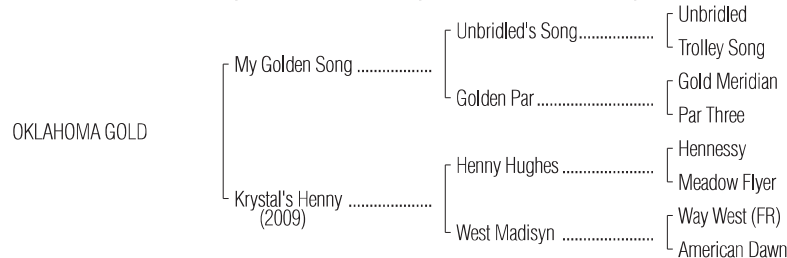 Unbridled
Unbridled's Song
Trolley Song
My Golden Song
Gold Meridian
Golden Par
Par Three
OKLAHOMA GOLD
Hennessy
Henny Hughes
Meadow Flyer
Krystal's Henny
(2009)
Way West (FR)
West Madisyn
American Dawn